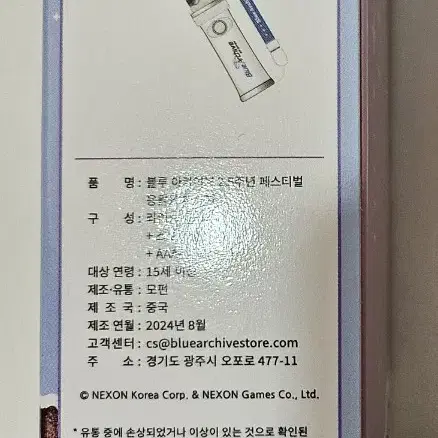 Blue Archive
품 명 : 블루 아카이브 2.5주년 페스티벌
구 성 :
+
+ AAA
대상 연령 : 15세 이상
제조·유통 : 모펀
제 조 국 : 중국
제조 연월 : 2024년 8월
고객센터 : cs@bluearchivestore.com
주 소 : 경기도 광주시 오포로 477-11
© NEXON Korea Corp. & NEXON Games Co., Ltd.
* 유통 중에 손상되었거나 이상이 있는 것으로 확인된